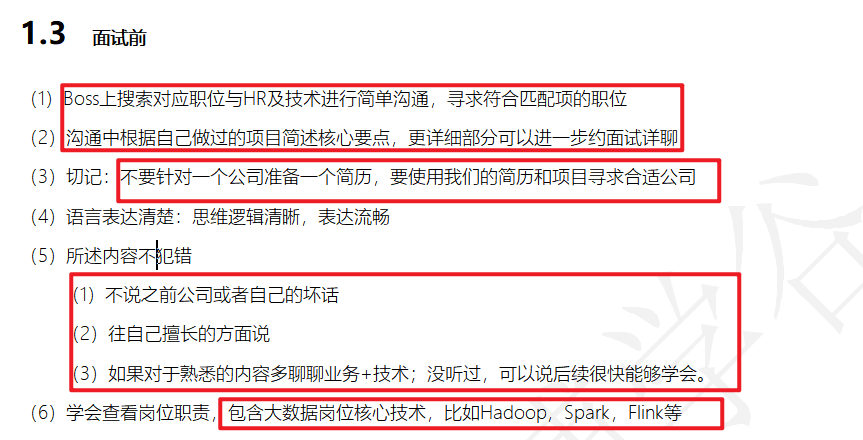 1.3 面试前
（1）Boss上搜索对应职位与HR及技术进行简单沟通，寻求符合匹配项的职位
（2）沟通中根据自己做过的项目简述核心要点，更详细部分可以进一步约面试详聊
（3）切记：不要针对一个公司准备一个简历，要使用我们的简历和项目寻求合适公司
（4）语言表达清楚：思维逻辑清晰，表达流畅
（5）所述内容不犯错
（1）不说之前公司或者自己的坏话
（2）往自己擅长的方面说
（3）如果对于熟悉的内容多聊聊业务+技术；没听过，可以说后续很快能够学会。
（6）学会查看岗位职责，包含大数据岗位核心技术，比如Hadoop，Spark，Flink等